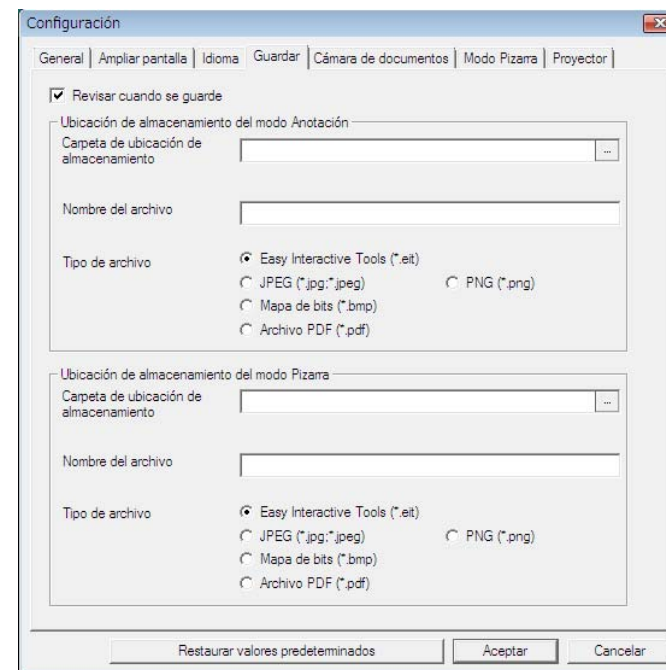 Configuración
General Ampliar pantalla Idioma Guardar Cámara de documentos Modo Pizarra Proyector
Revisar cuando se guarde
Ubicación de almacenamiento del modo Anotación
Carpeta de ubicación de
almacenamiento
...
Nombre del archivo
Tipo de archivo
Easy Interactive Tools (*.eit)
JPEG (*.jpg;*.jpeg) PNG (*.png)
Mapa de bits (*.bmp)
Archivo PDF (*.pdf)
Ubicación de almacenamiento del modo Pizarra
Carpeta de ubicación de
almacenamiento
...
Nombre del archivo
Tipo de archivo
Easy Interactive Tools (*.eit)
JPEG (*.jpg;*.jpeg) PNG (*.png)
Mapa de bits (*.bmp)
Archivo PDF (*.pdf)
Restaurar valores predeterminados Aceptar Cancelar